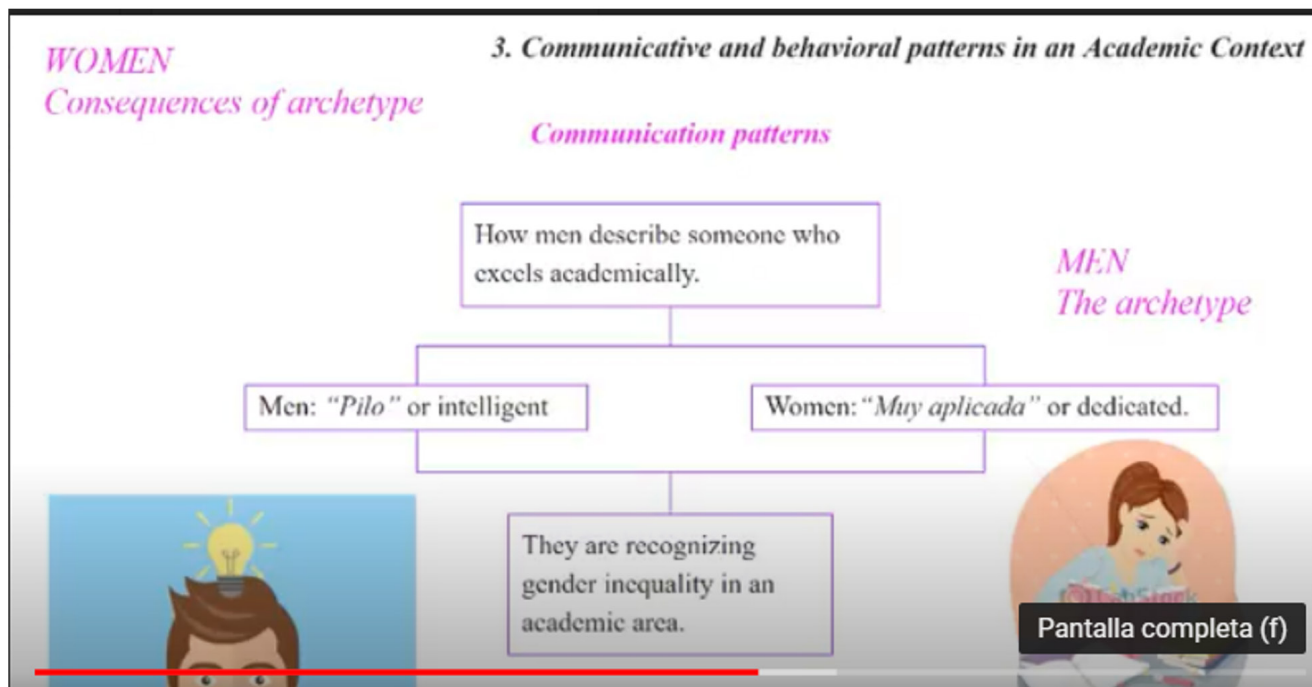 WOMEN
Consequences of archetype
3. Communicative and behavioral patterns in an Academic Context
Communication patterns
How men describe someone who
excels academically.
MEN
The archetype
Men: "Pilo" or intelligent
Women: "Muy aplicada" or dedicated.
They are recognizing
gender inequality in an
academic area.
Pantalla completa (f)